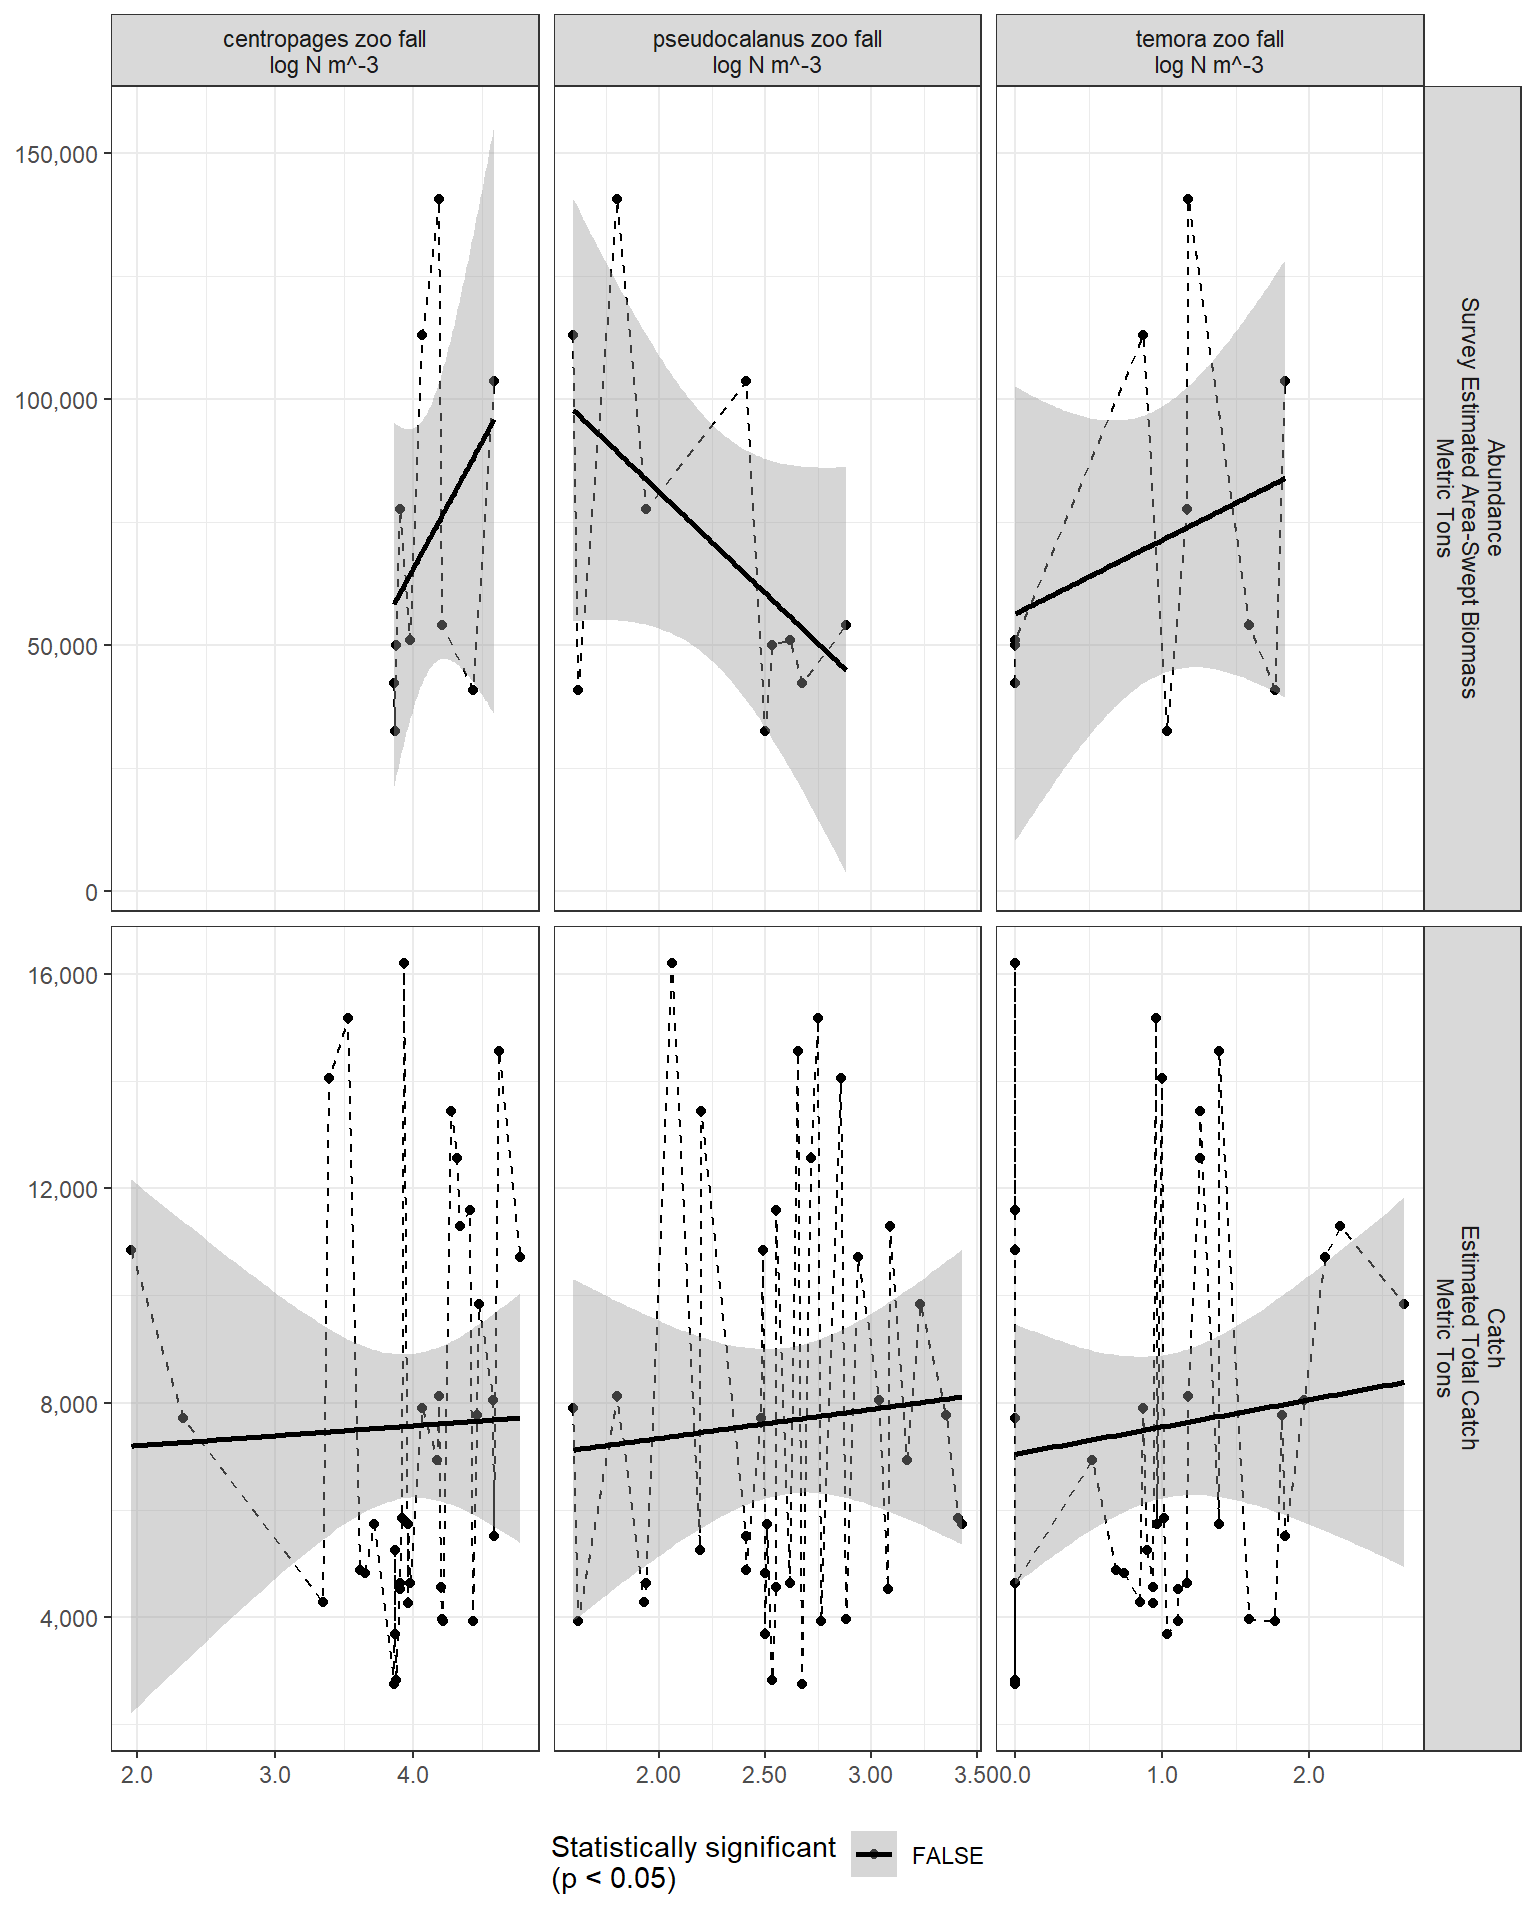 centropages zoo fall
log N m^-3
pseudocalanus zoo fall
log N m^-3
temora zoo fall
log N m^-3
150,000
100,000
50,000
0
Abundance
Survey Estimated Area-Swept Biomass
Metric Tons
16,000
12,000
8,000
4,000
Catch
Estimated Total Catch
Metric Tons
2.0 3.0 4.0
2.00 2.50 3.00 3.50
0.0 1.0 2.0
Statistically significant
(p < 0.05)
FALSE